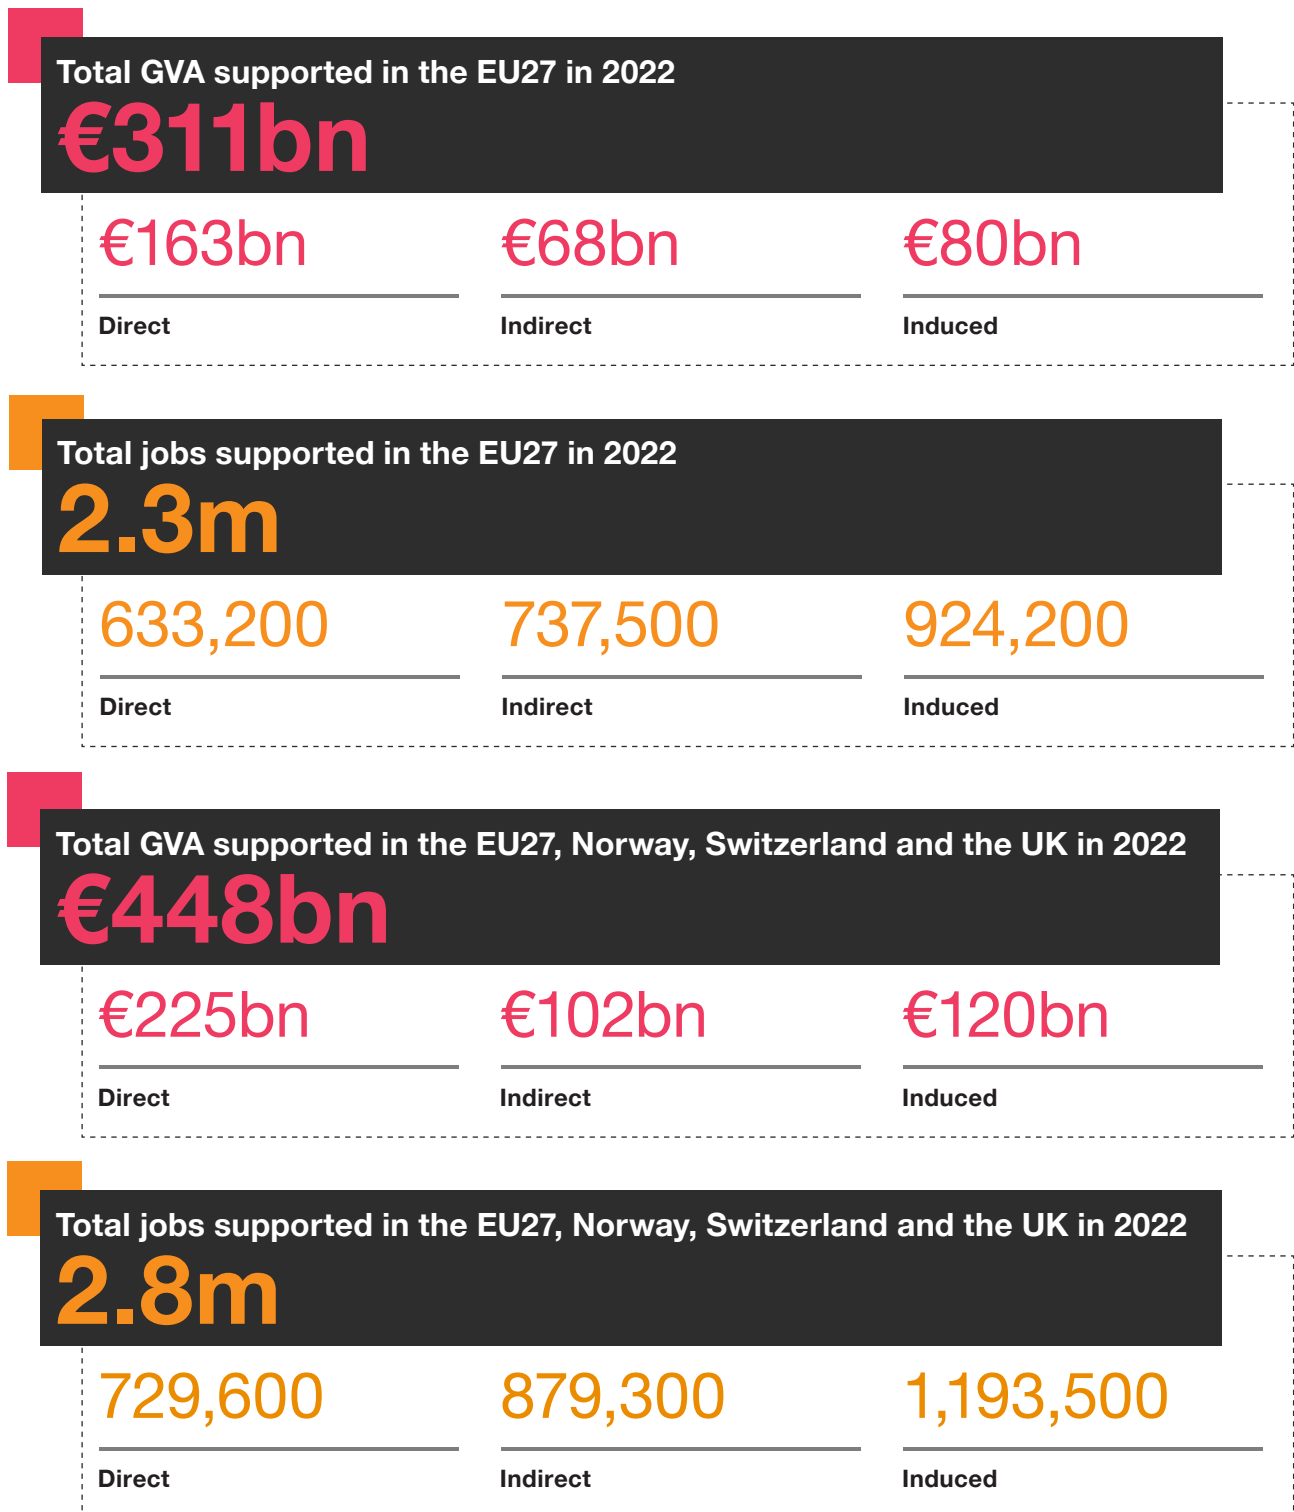 Total GVA supported in the EU27 in 2022
€311bn
€163bn €68bn €80bn
Direct Indirect Induced
Total jobs supported in the EU27 in 2022
2.3m
633,200 737,500 924,200
Direct Indirect Induced
Total GVA supported in the EU27, Norway, Switzerland and the UK in 2022
€448bn
€225bn €102bn €120bn
Direct Indirect Induced
Total jobs supported in the EU27, Norway, Switzerland and the UK in 2022
2.8m
729,600 879,300 1,193,500
Direct Indirect Induced